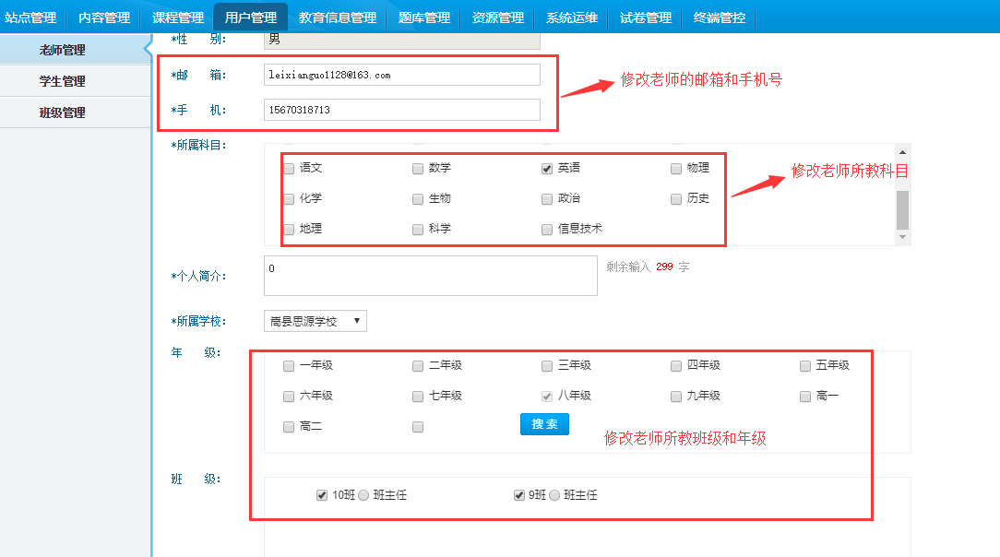 站点管理 内容管理 课程管理 用户管理 教育信息管理 题库管理 资源管理 系统运维 试卷管理 终端管控
老师管理
学生管理
班级管理
*性 别: 男
*邮 箱: leixianguo1128@163.com
修改老师的邮箱和手机号
*手 机: 15670318713
*所属科目:
语文 数学 英语 物理
修改老师所教科目
化学 生物 政治 历史
地理 科学 信息技术
*个人简介: 0 剩余输入 299 字
*所属学校: 嵩县思源学校
年 级:
一年级 二年级 三年级 四年级 五年级
六年级 七年级 八年级 九年级 高一
高二 搜索
修改老师所教班级和年级
班 级:
10班 班主任 9班 班主任